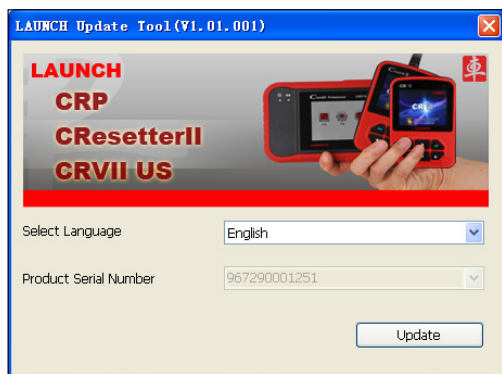 LAUNCH Update Tool(V1.01.001)
LAUNCH
CRP
CResetterII
CRVII US
車
Select Language
English
Product Serial Number
967290001251
Update